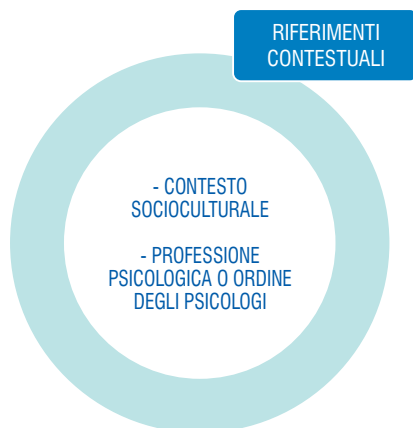 RIFERIMENTI
CONTESTUALI
- CONTESTO
SOCIOCULTURALE
- PROFESSIONE
PSICOLOGICA O ORDINE
DEGLI PSICOLOGI